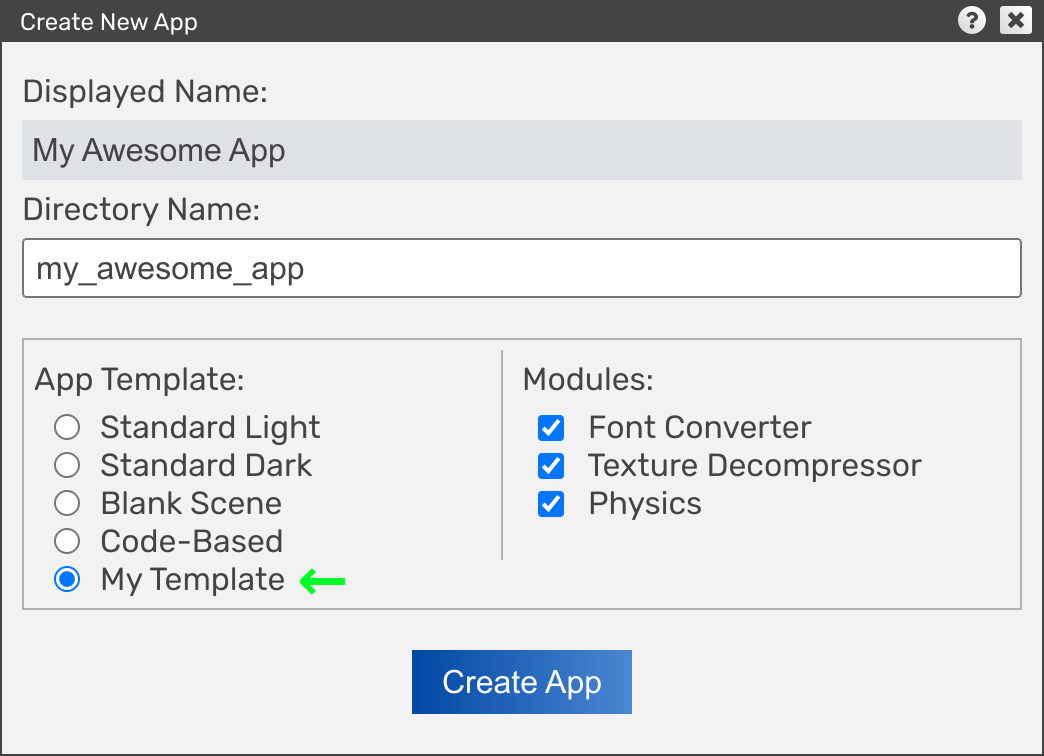 Create New App
?
Displayed Name:
My Awesome App
Directory Name:
my_awesome_app
App Template:
Standard Light
Standard Dark
Blank Scene
Code-Based
My Template
Modules:
Font Converter
Texture Decompressor
Physics
Create App